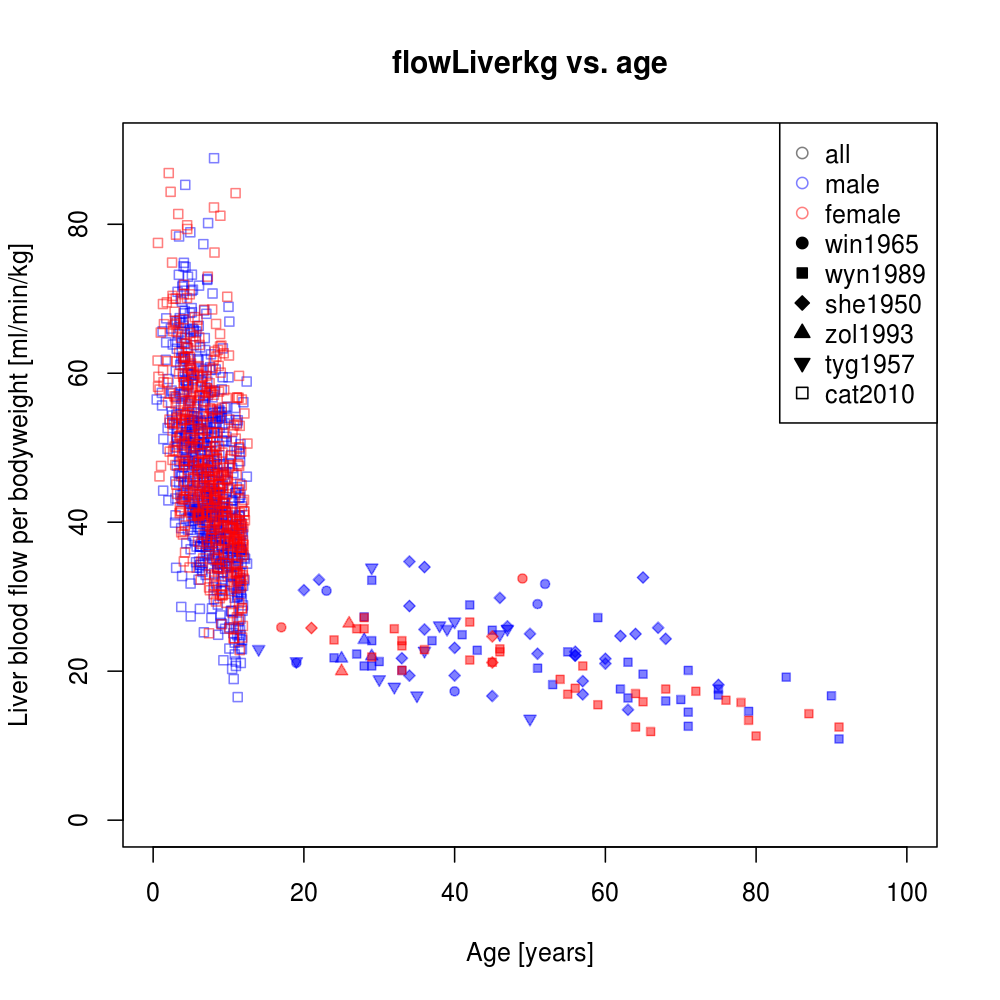 flowLiverkg vs. age
all
male
female
win1965
wyn1989
she1950
zol1993
tyg1957
cat2010
Liver blood flow per bodyweight [ml/min/kg]
80
60
40
20
0
0 20 40 60 80 100
Age [years]